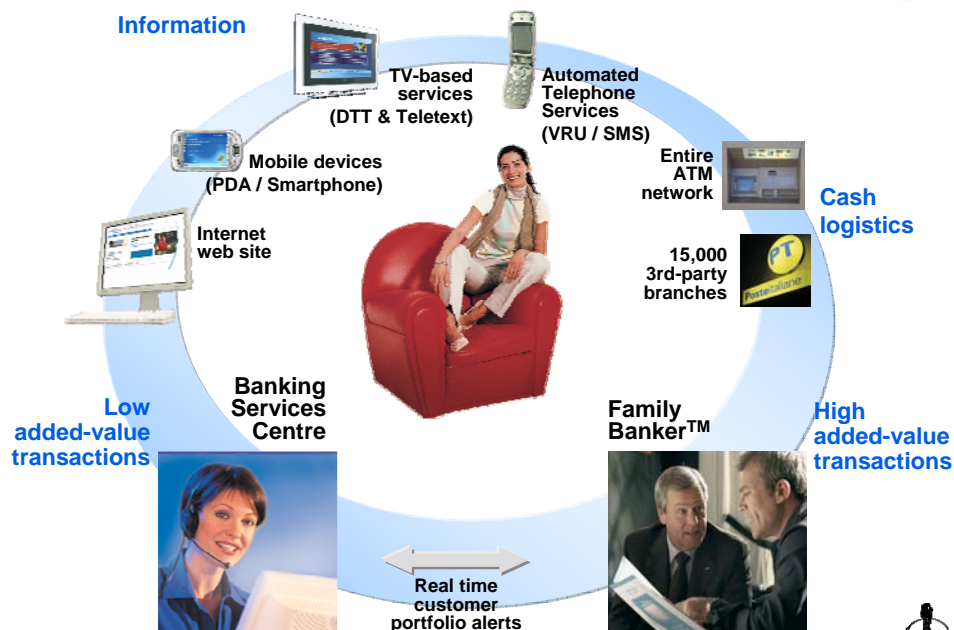 Information
TV-based
services
(DTT & Teletext)
Automated
Telephone
Services
(VRU / SMS)
Mobile devices
(PDA / Smartphone)
Entire
ATM
network
Cash
logistics
Internet
web site
15,000
3rd-party
branches
PT
Posteitaliane
Low
added-value
transactions
Banking
Services
Centre
Family
Banker™
High
added-value
transactions
Real time
customer
portfolio alerts